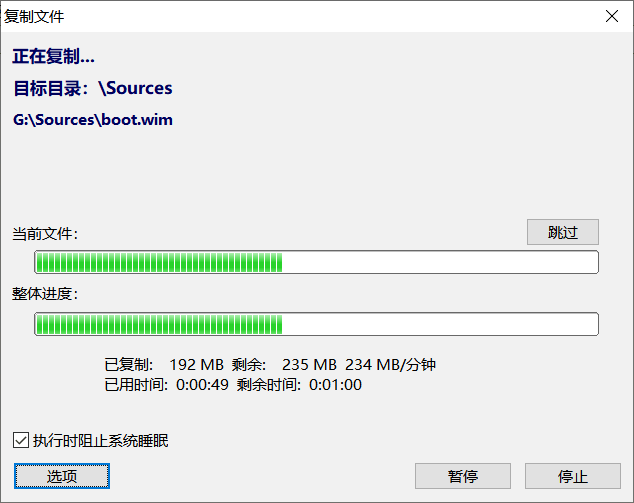 复制文件
正在复制...
目标目录：\Sources
G:\Sources\boot.wim
当前文件:
跳过
整体进度:
已复制: 192 MB 剩余: 235 MB 234 MB/分钟
已用时间: 0:00:49 剩余时间: 0:01:00
执行时阻止系统睡眠
选项
暂停
停止